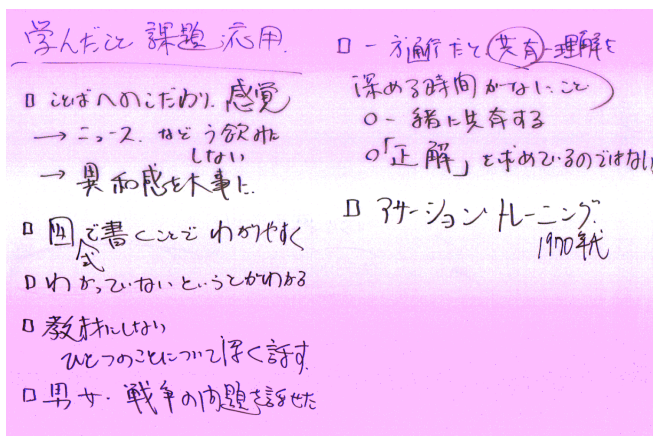 学んだこと 課題 応用
□ ことばへのこだわり、感覚
→ ニュースなどう飲みに
しない
→ 異和感を大事に
□ 図式で書くことでわかりやすく
□ わかっていないということがわかる
□ 教材にしない
ひとつのことについて深く話す
□ 男女・戦争の問題を話せた
□ 一方通行だと共有-理解を
深める時間がないこと
○一緒に共有する
○「正解」を求めているのではない
□ アサーション・トレーニング
1970年代